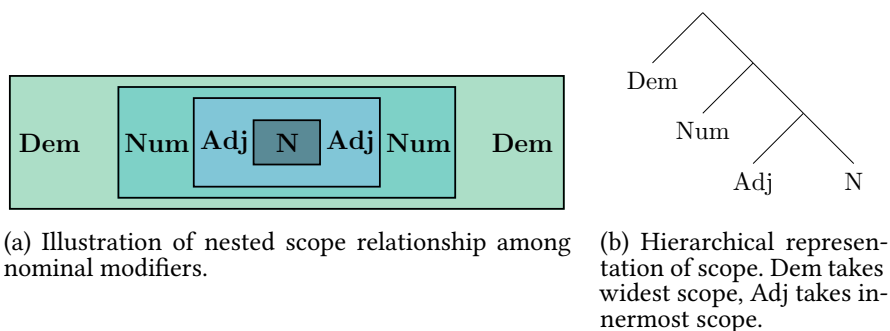 Dem Num Adj N Adj Num Dem
(a) Illustration of nested scope relationship among
nominal modifiers.
Dem
Num
Adj N
(b) Hierarchical represen-
tation of scope. Dem takes
widest scope, Adj takes in-
nermost scope.